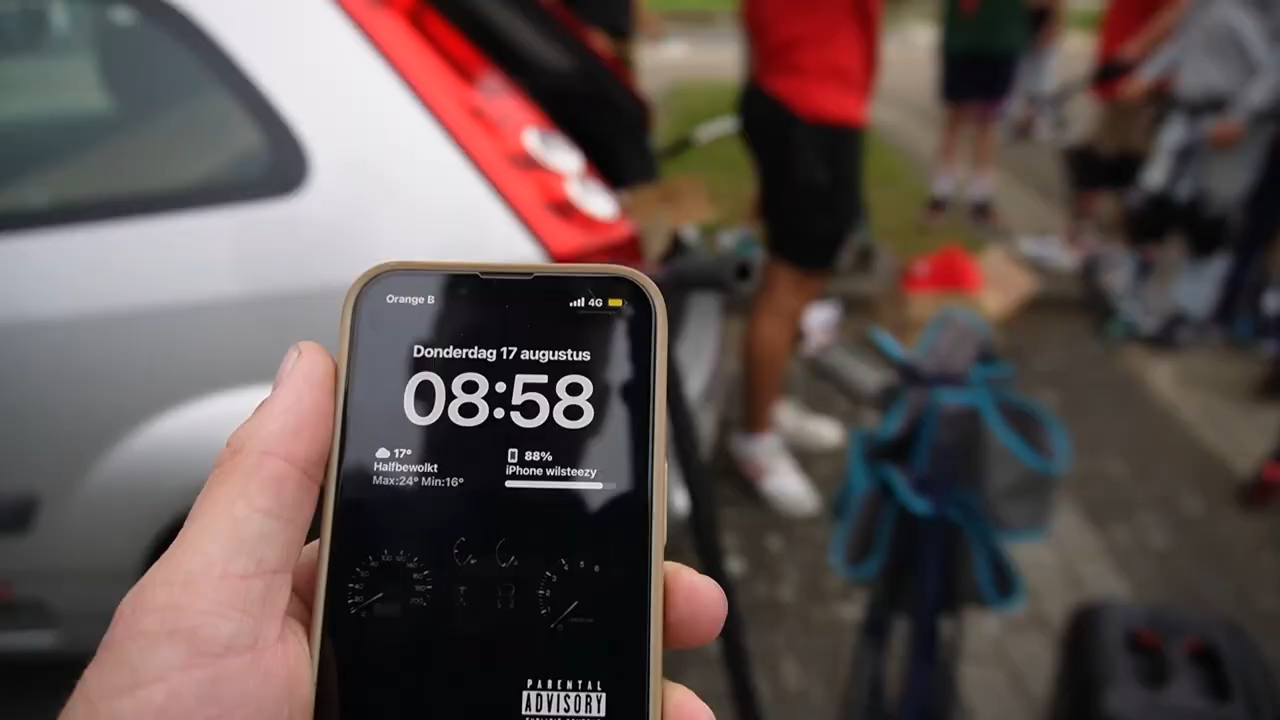 Orange B
4G
Donderdag 17 augustus
08:58
17°
Halfbewolkt
Max:24° Min:16°
88%
iPhone wilsteezy
PARENTAL
ADVISORY